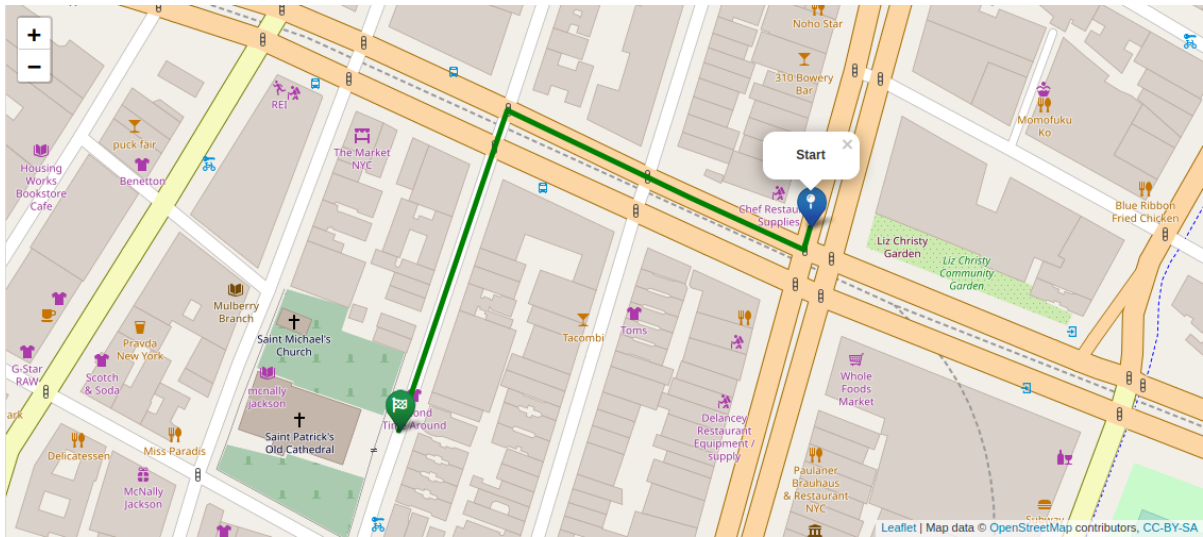 +
−
Noho Star
310 Bowery
Bar
REI
puck fair
Housing
Works
Bookstore
Cafe
Benetton
The Market
NYC
Momofuku
Ko
Start
×
Chef
Supplies
Blue Ribbon
Fried Chicken
Liz Christy
Garden
Liz Christy
Community
Garden
Mulberry
Branch
Saint Michael's
Church
Pravda
New York
G-Star
RAW
Scotch
& Soda
mcnally
jackson
Tacombi
Toms
Whole
Foods
Market
Saint Patrick's
Old Cathedral
Around
ark
Delicatessen
Miss Paradis
McNally
Jackson
Delancey
Restaurant
Equipment /
supply
Paulaner
Brauhaus
& Restaurant
NYC
Subway
Leaflet | Map data © OpenStreetMap contributors, CC-BY-SA